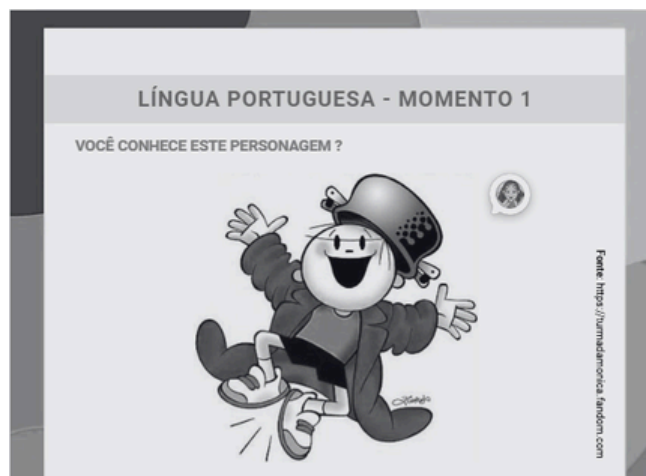 LÍNGUA PORTUGUESA - MOMENTO 1
VOCÊ CONHECE ESTE PERSONAGEM ?
Fonte: https://turmadamonica.fandom.com